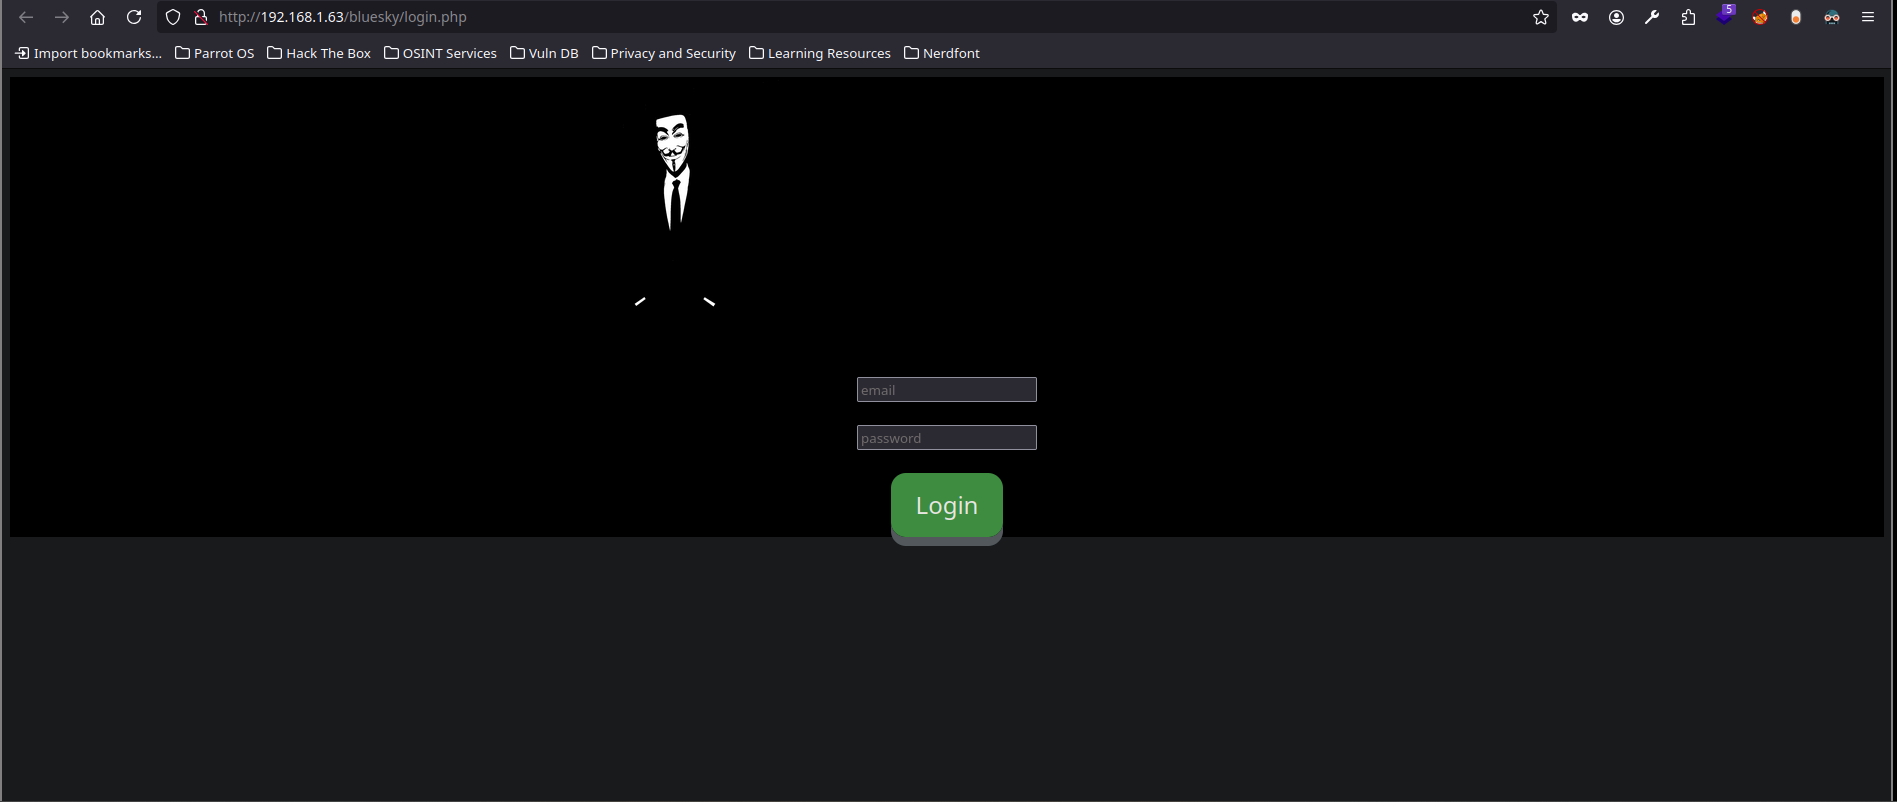 http://192.168.1.63/bluesky/login.php
5
Import bookmarks... Parrot OS Hack The Box OSINT Services Vuln DB Privacy and Security Learning Resources Nerdfont
email
password
Login